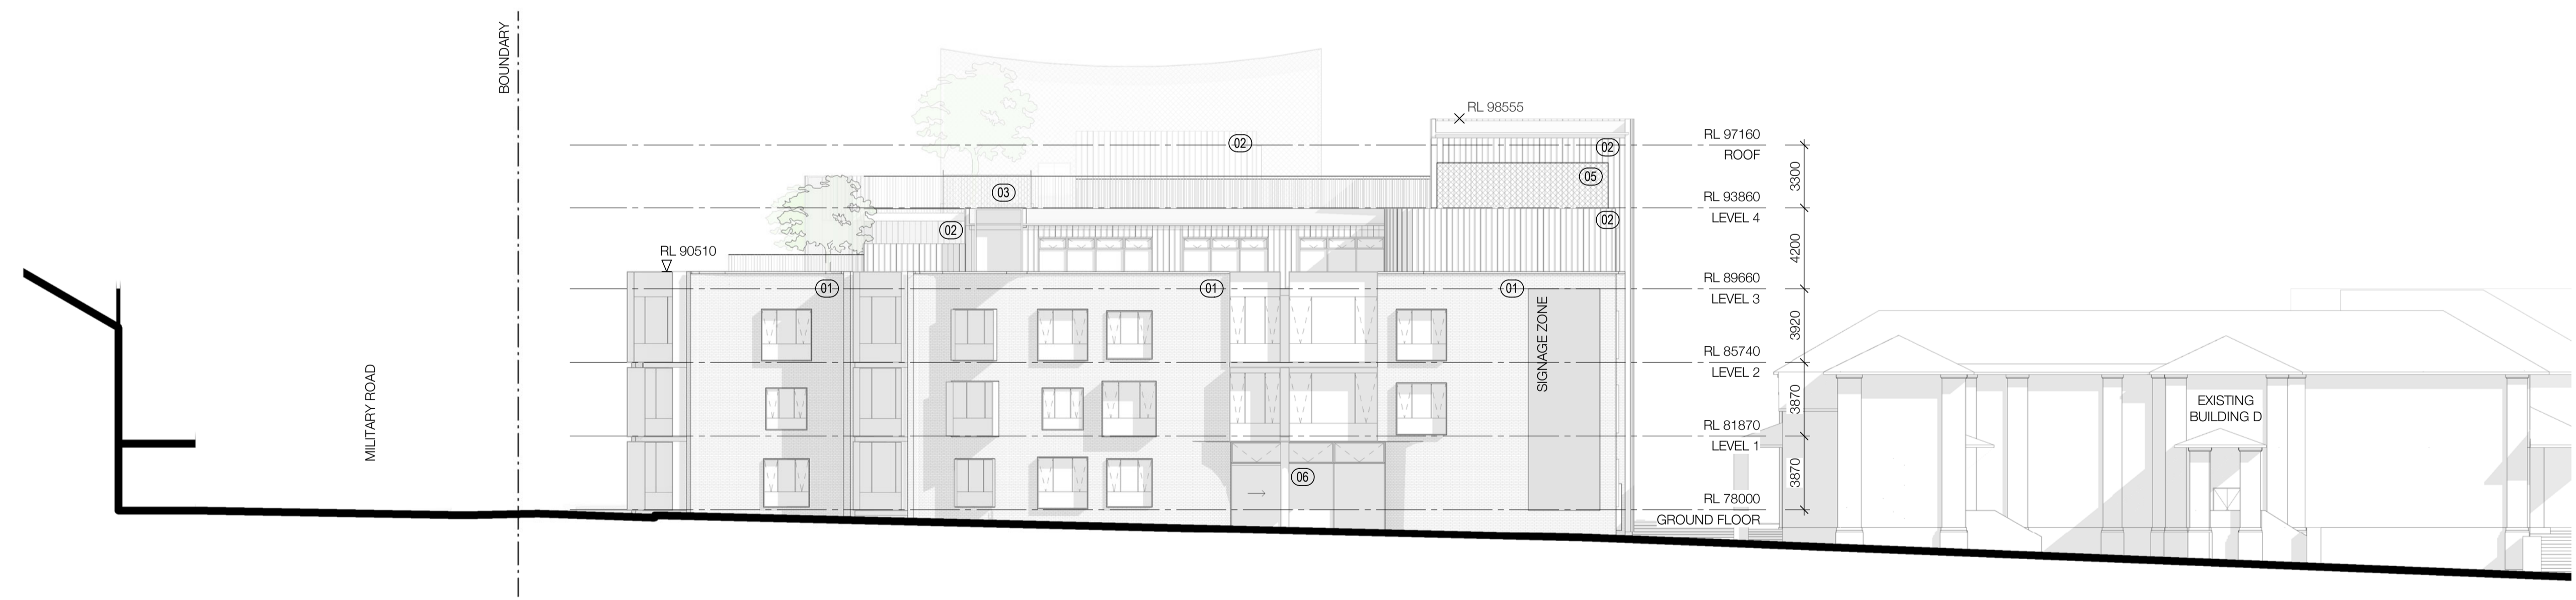 BOUNDARY
MILITARY ROAD
RL 98555
RL 90510
02
02
03
05
02
02
01
01
01
SIGNAGE ZONE
06
RL 97160
ROOF
3300
RL 93860
LEVEL 4
4200
RL 89660
LEVEL 3
3920
RL 85740
LEVEL 2
3870
RL 81870
LEVEL 1
3870
RL 78000
GROUND FLOOR
EXISTING
BUILDING D